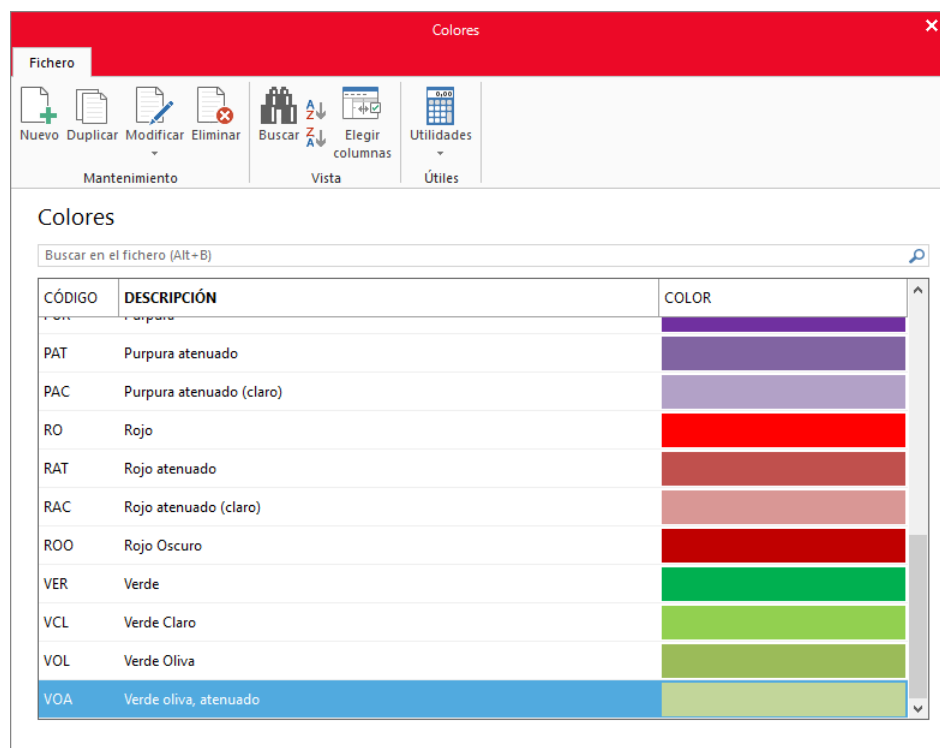 Colores
Fichero
Nuevo Duplicar Modificar Eliminar Buscar Elegir columnas Utilidades
Mantenimiento Vista Útiles
Colores
Buscar en el fichero (Alt+B)
CÓDIGO DESCRIPCIÓN COLOR
PAT Purpura atenuado
PAC Purpura atenuado (claro)
RO Rojo
RAT Rojo atenuado
RAC Rojo atenuado (claro)
ROO Rojo Oscuro
VER Verde
VCL Verde Claro
VOL Verde Oliva
VOA Verde oliva, atenuado